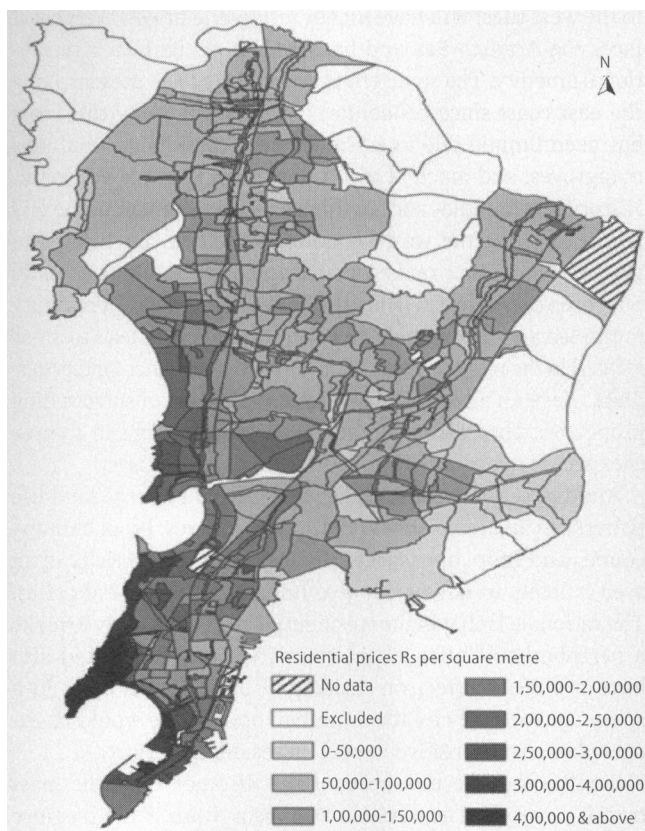 N
Residential prices Rs per square metre
No data
Excluded
0-50,000
50,000-1,00,000
1,00,000-1,50,000
1,50,000-2,00,000
2,00,000-2,50,000
2,50,000-3,00,000
3,00,000-4,00,000
4,00,000 & above